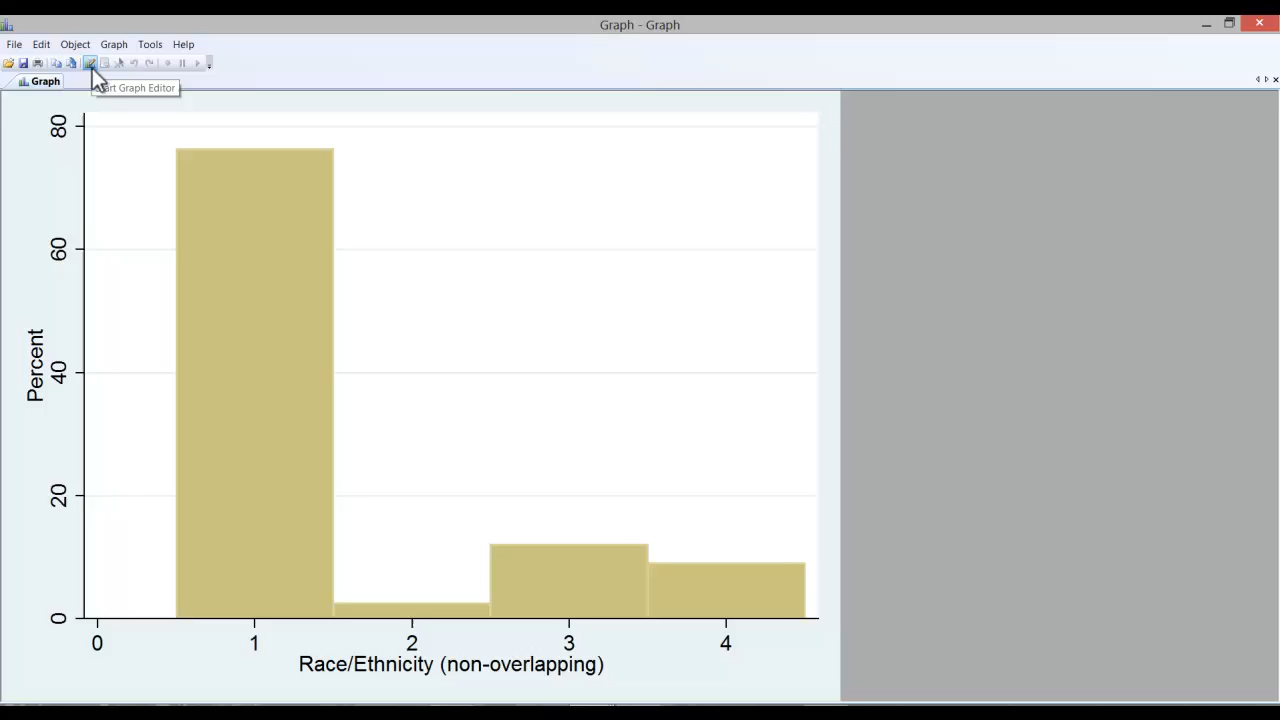 Graph - Graph
File Edit Object Graph Tools Help
Graph
Graph Editor
80
60
40
20
0
Percent
0 1 2 3 4
Race/Ethnicity (non-overlapping)